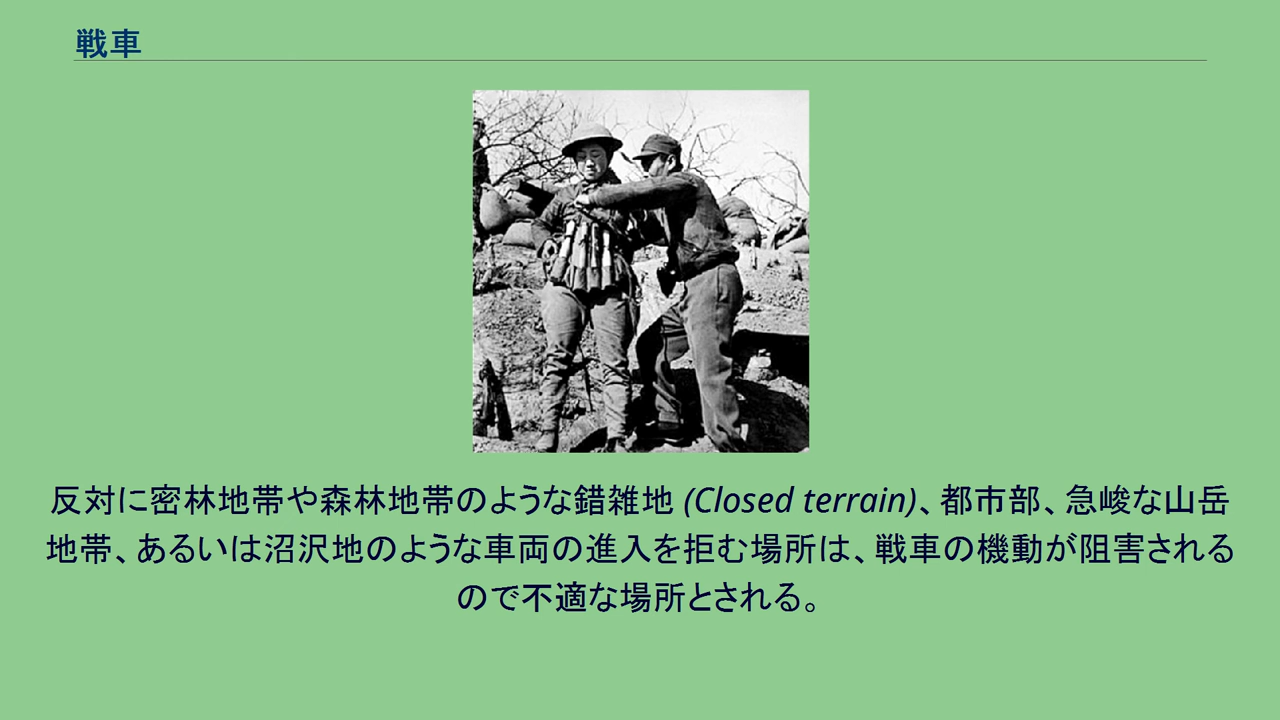 戦車
反対に密林地帯や森林地帯のような錯雑地 (Closed terrain)、都市部、急峻な山岳
地帯、あるいは沼沢地のような車両の進入を拒む場所は、戦車の機動が阻害される
ので不適な場所とされる。